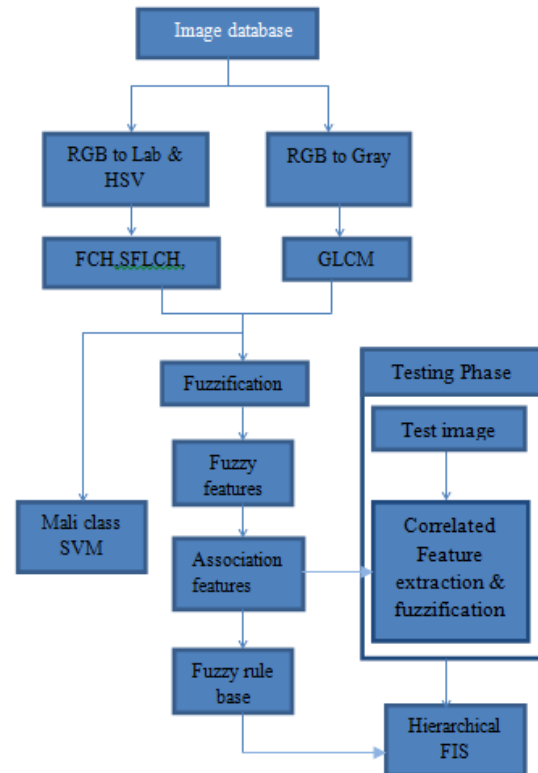 Image database
RGB to Lab &
HSV
RGB to Gray
FCH,SFLCH,
GLCM
Fuzzification
Testing Phase
Test image
Fuzzy
features
Mali class
SVM
Correlated
Feature
extraction &
fuzzification
Association
features
Fuzzy rule
base
Hierarchical
FIS